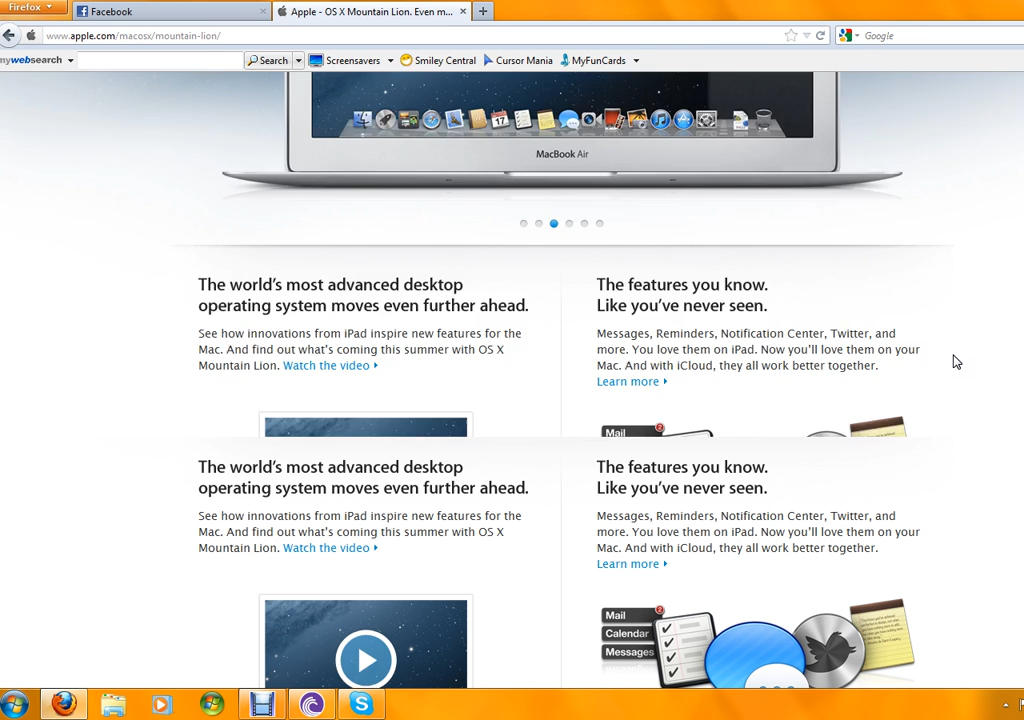 Firefox
Facebook
Apple - OS X Mountain Lion. Even m...
www.apple.com/macosx/mountain-lion/
Google
mywebsearch
Search
Screensavers
Smiley Central
Cursor Mania
MyFunCards
17
MacBook Air
The world's most advanced desktop
operating system moves even further ahead.
See how innovations from iPad inspire new features for the
Mac. And find out what's coming this summer with OS X
Mountain Lion. Watch the video
The features you know.
Like you've never seen.
Messages, Reminders, Notification Center, Twitter, and
more. You love them on iPad. Now you'll love them on your
Mac. And with iCloud, they all work better together.
Learn more
Mail 2
The world's most advanced desktop
operating system moves even further ahead.
See how innovations from iPad inspire new features for the
Mac. And find out what's coming this summer with OS X
Mountain Lion. Watch the video
The features you know.
Like you've never seen.
Messages, Reminders, Notification Center, Twitter, and
more. You love them on iPad. Now you'll love them on your
Mac. And with iCloud, they all work better together.
Learn more
Mail 2
Calendar
Messages